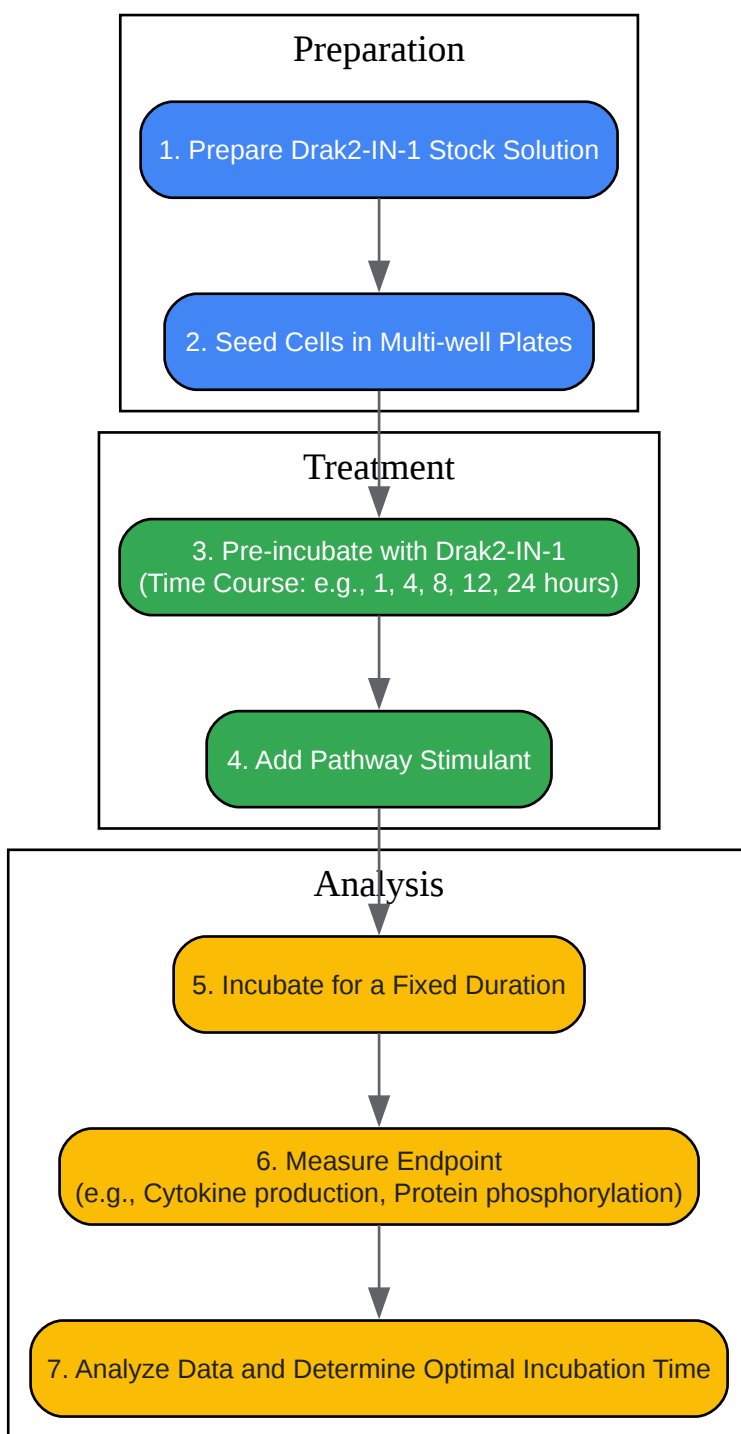 Preparation
1. Prepare Drak2-IN-1 Stock Solution
2. Seed Cells in Multi-well Plates
Treatment
3. Pre-incubate with Drak2-IN-1
(Time Course: e.g., 1, 4, 8, 12, 24 hours)
4. Add Pathway Stimulant
Analysis
5. Incubate for a Fixed Duration
6. Measure Endpoint
(e.g., Cytokine production, Protein phosphorylation)
7. Analyze Data and Determine Optimal Incubation Time